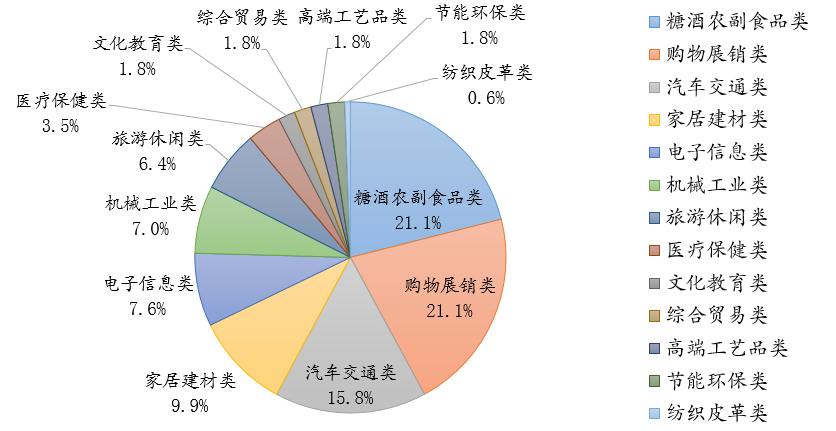 综合贸易类
1.8%
高端工艺品类
1.8%
节能环保类
1.8%
文化教育类
1.8%
纺织皮革类
0.6%
医疗保健类
3.5%
旅游休闲类
6.4%
机械工业类
7.0%
电子信息类
7.6%
家居建材类
9.9%
汽车交通类
15.8%
购物展销类
21.1%
糖酒农副食品类
21.1%
糖酒农副食品类
购物展销类
汽车交通类
家居建材类
电子信息类
机械工业类
旅游休闲类
医疗保健类
文化教育类
综合贸易类
高端工艺品类
节能环保类
纺织皮革类